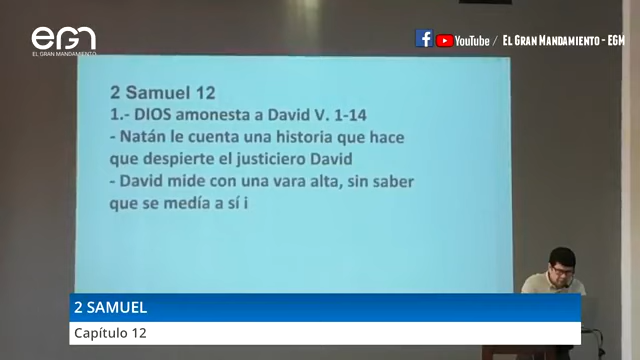 EGM
EL GRAN MANDAMIENTO
YouTube / EL GRAN MANDAMIENTO - EGM
2 Samuel 12
1.- DIOS amonesta a David V. 1-14
- Natán le cuenta una historia que hace
que despierte el justiciero David
- David mide con una vara alta, sin saber
que se medía a sí i
2 SAMUEL
Capítulo 12